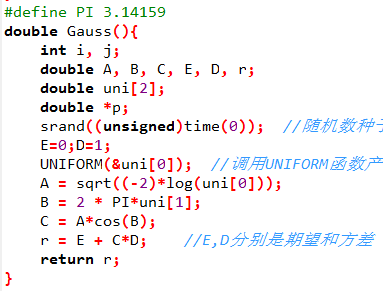 #define PI 3.14159
double Gauss(){
int i, j;
double A, B, C, E, D, r;
double uni[2];
double *p;
srand((unsigned)time(0)); //随机数种子
E=0;D=1;
UNIFORM(&uni[0]); //调用UNIFORM函数产
A = sqrt((-2)*log(uni[0]));
B = 2 * PI*uni[1];
C = A*cos(B);
r = E + C*D; //E,D分别是期望和方差
return r;
}